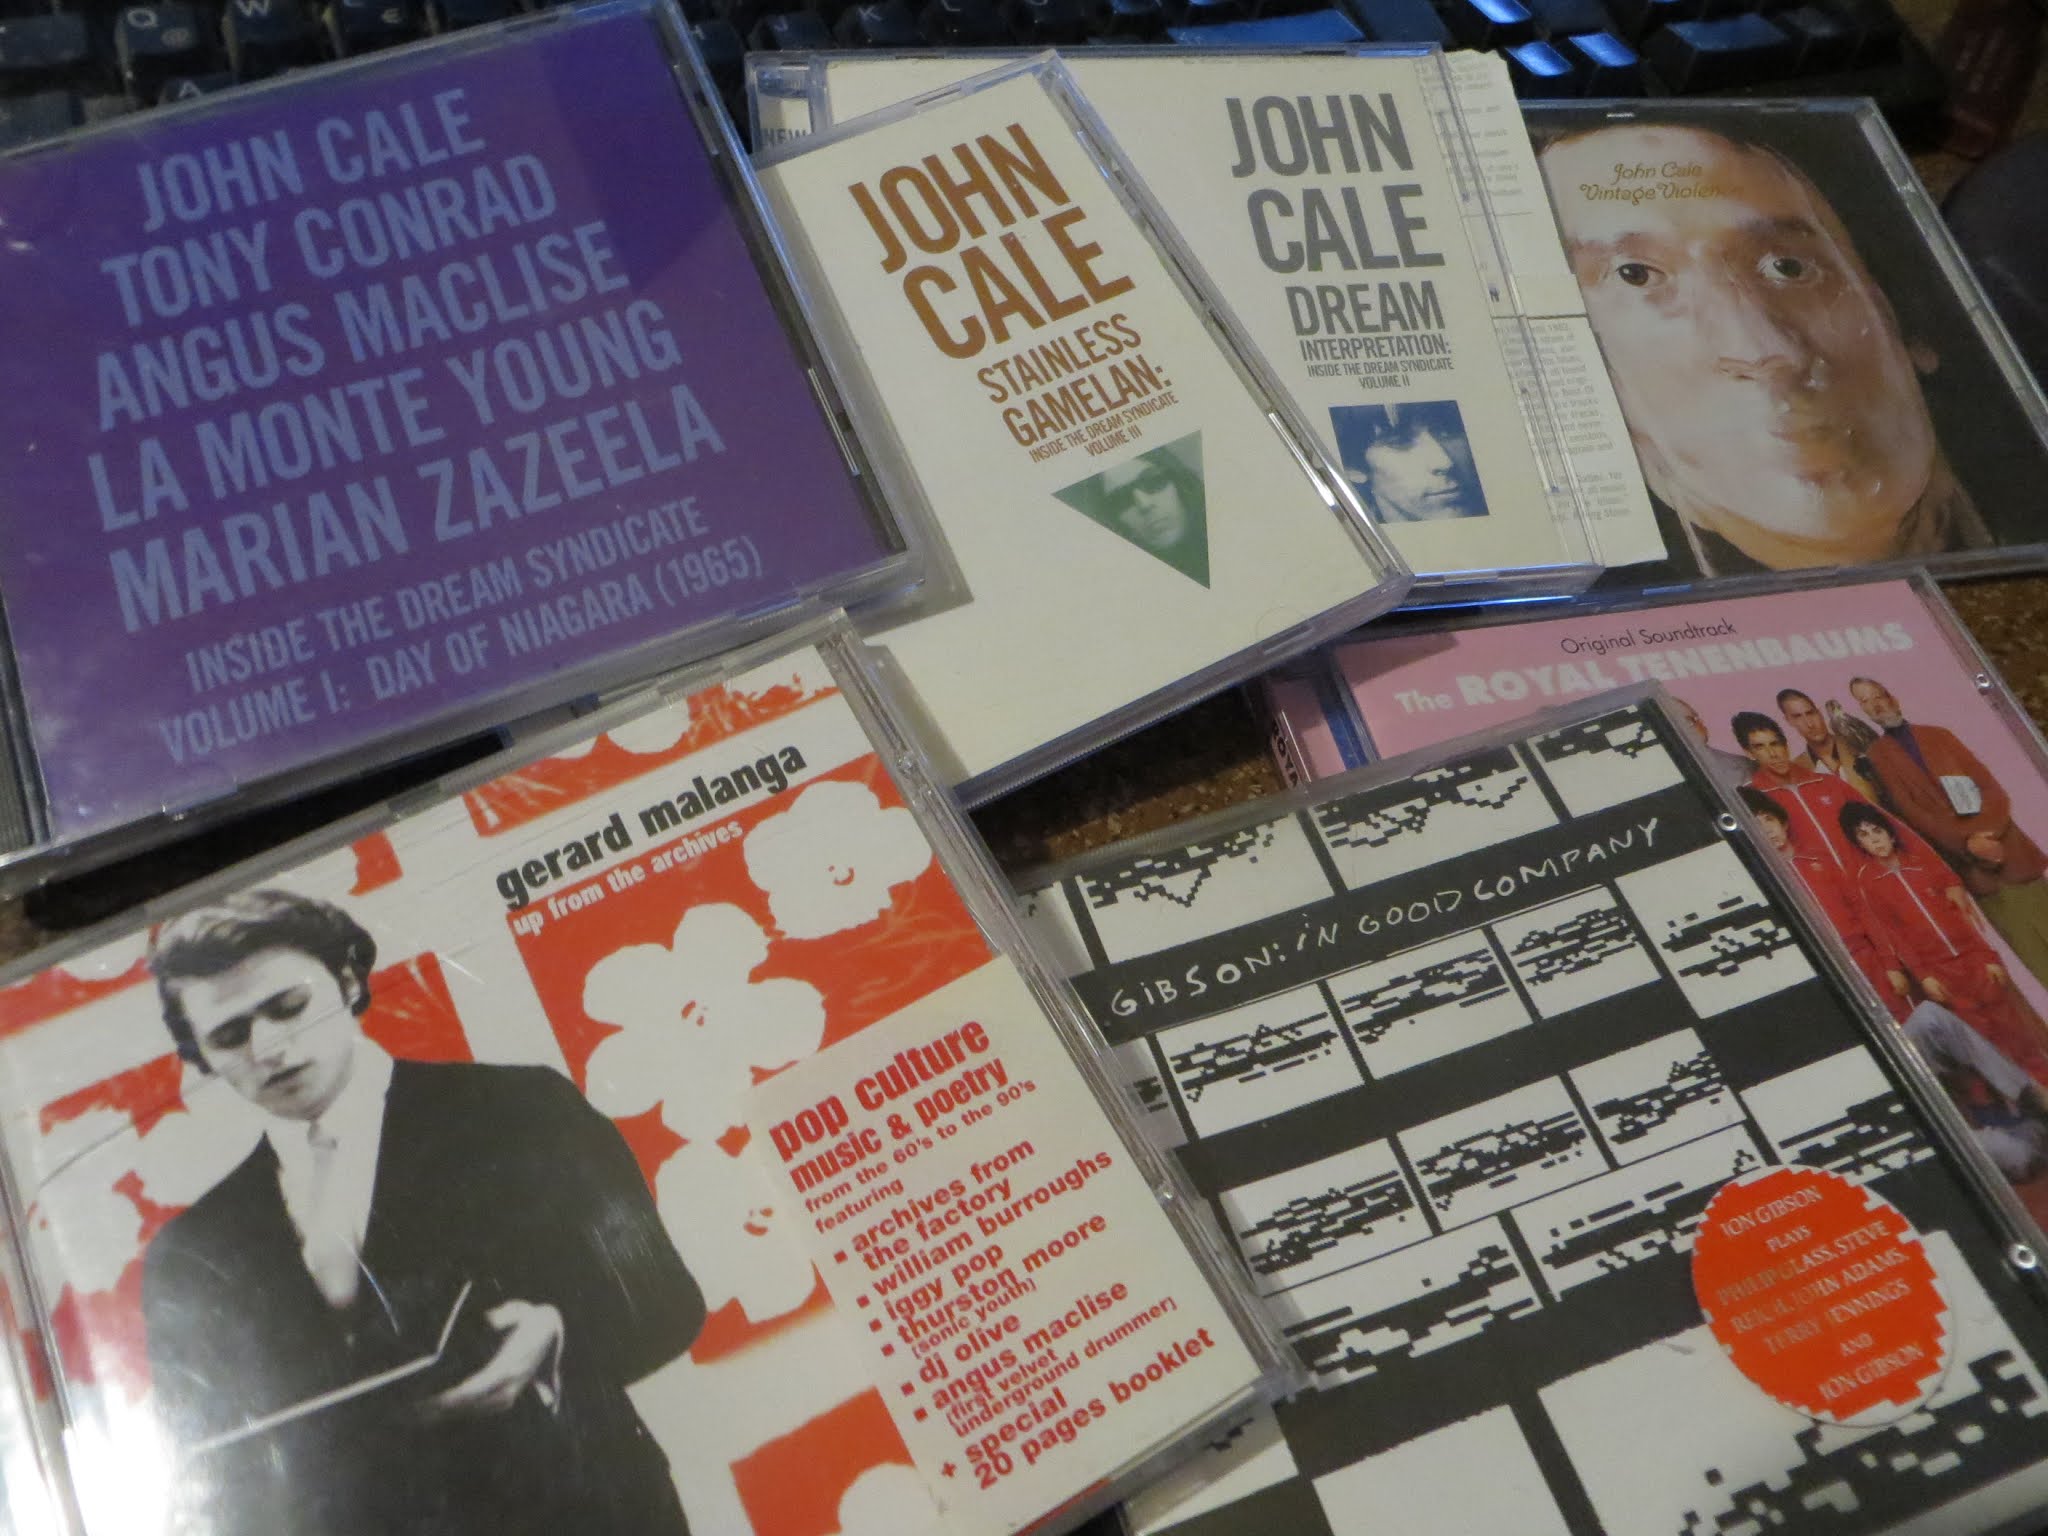 JOHN CALE
TONY CONRAD
ANGUS MACLISE
LA MONTE YOUNG
MARIAN ZAZEELA
INSIDE THE DREAM SYNDICATE
VOLUME I: DAY OF NIAGARA (1965)
JOHN
CALE
STAINLESS
GAMELAN:
INSIDE THE DREAM SYNDICATE
VOLUME III
JOHN
CALE
DREAM
INTERPRETATION:
INSIDE THE DREAM SYNDICATE
VOLUME II
John Cale
Vintage Violence
Original Soundtrack
The ROYAL TENENBAUMS
gerard malanga
up from the archives
pop culture
music & poetry
from the 60's to the 90's
featuring
▪ archives from
the factory
▪ william burroughs
▪ iggy pop
▪ thurston moore
(sonic youth)
▪ dj olive
▪ angus maclise
(first velvet
underground drummer)
+ special
20 pages booklet
GIBSON: IN GOOD COMPANY
JON GIBSON
PLAYS
PHILIP GLASS, STEVE
REICH, JOHN ADAMS,
TERRY JENNINGS
AND
JON GIBSON
Q
W
E
A
J
K
L